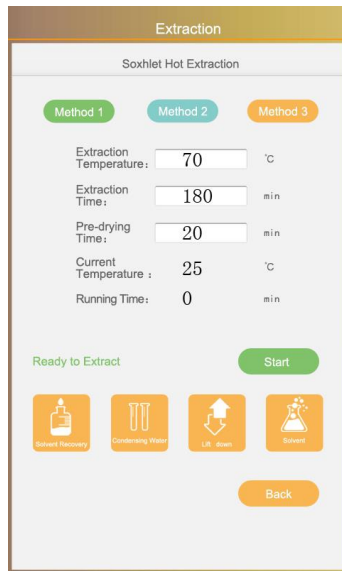 Extraction
Soxhlet Hot Extraction
Method 1 Method 2 Method 3
Extraction
Temperature: 70 ℃
Extraction
Time: 180 min
Pre-drying
Time: 20 min
Current
Temperature : 25 ℃
Running Time: 0 min
Ready to Extract Start
Solvent Recovery Condensing Water Lift down Solvent
Back